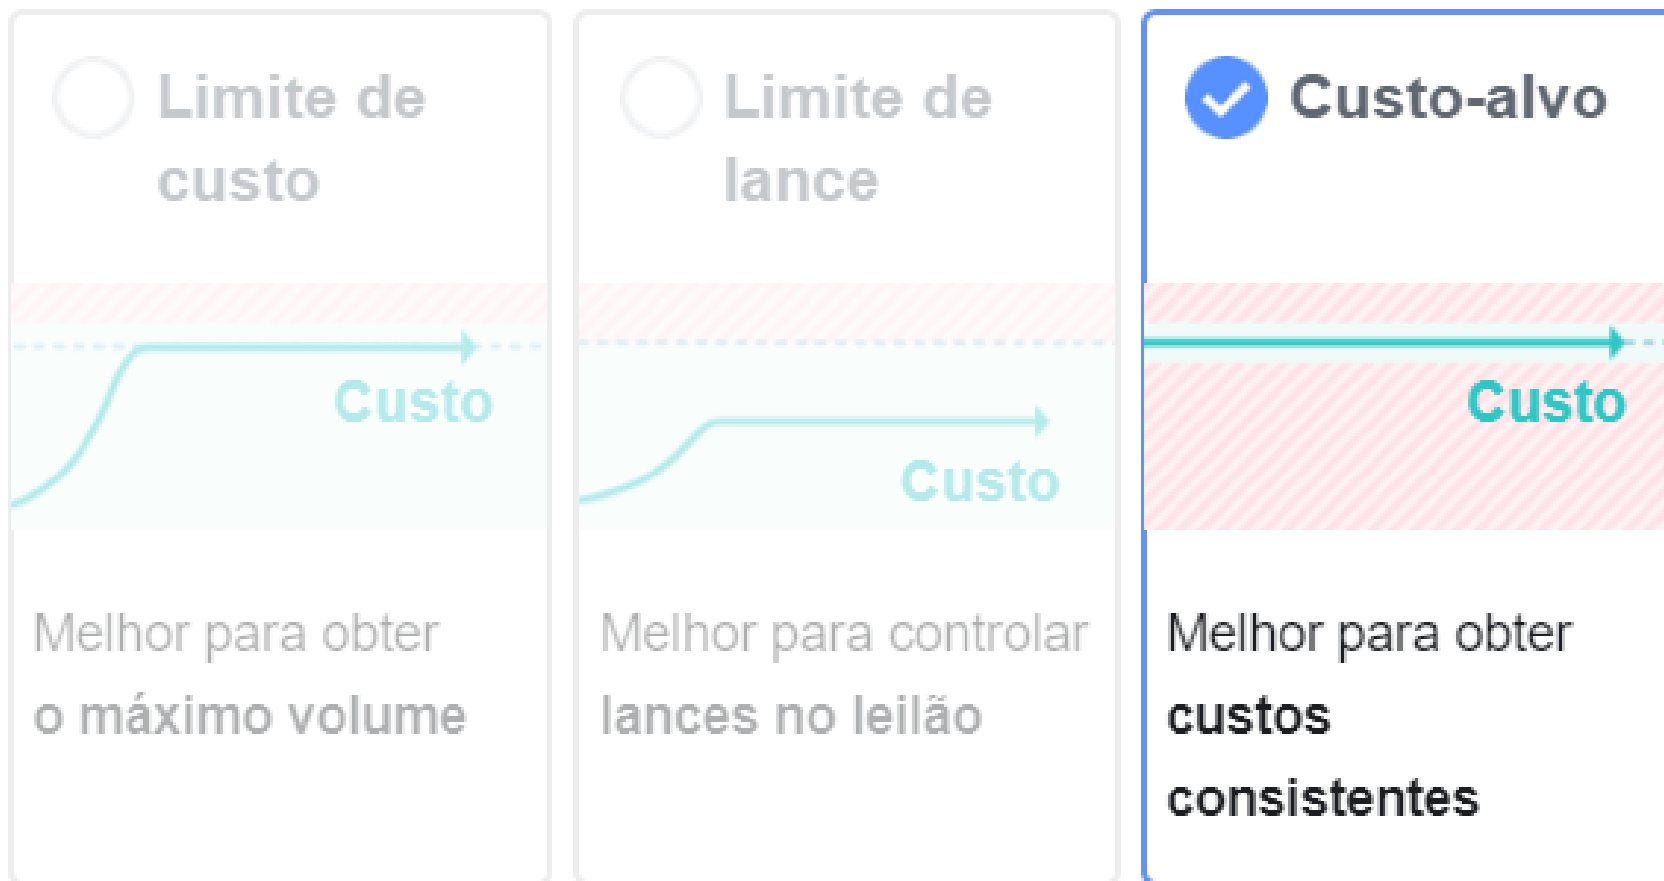 Limite de
custo
Custo
Melhor para obter
o máximo volume
Limite de
lance
Custo
Melhor para controlar
lances no leilão
Custo-alvo
Custo
Melhor para obter
custos
consistentes